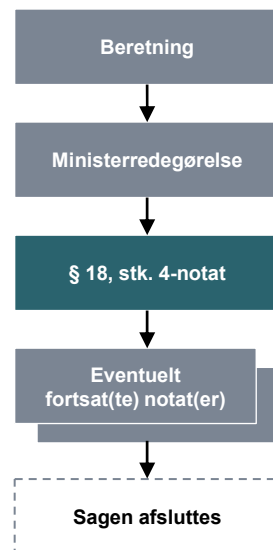 Beretning
Ministerredegørelse
§ 18, stk. 4-notat
Eventuelt
fortsat(te) notat(er)
Sagen afsluttes